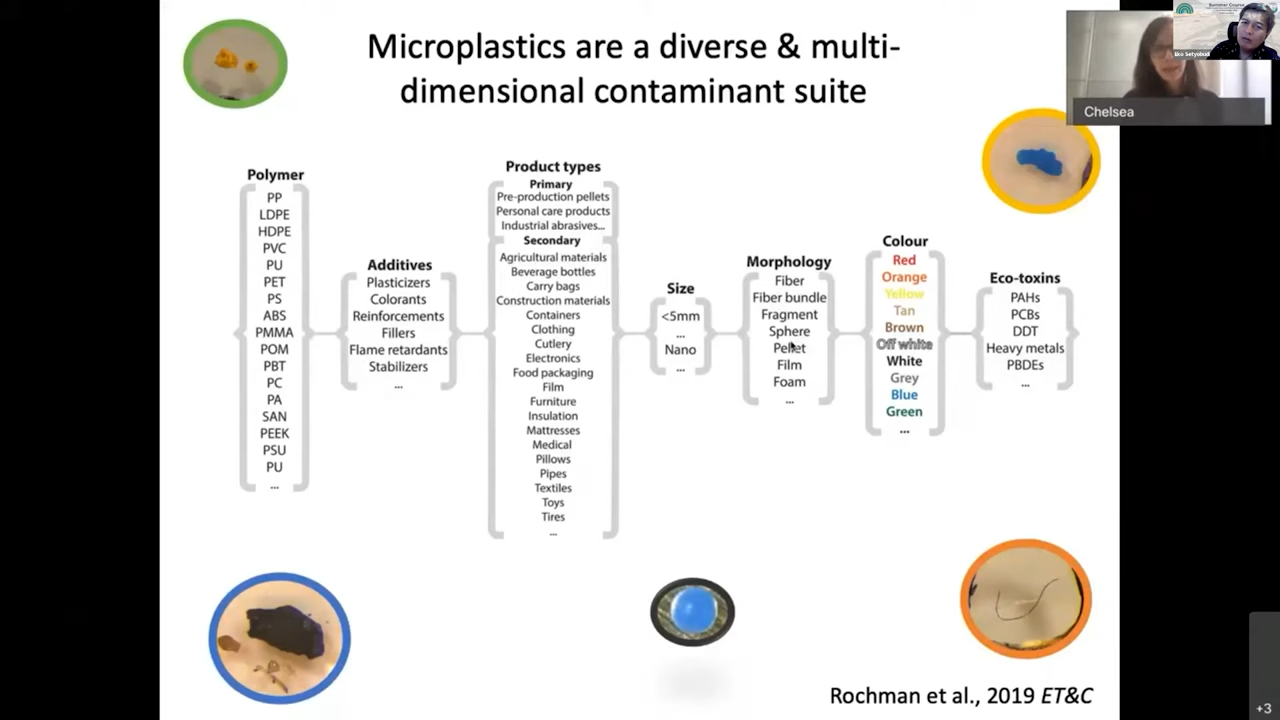 Microplastics are a diverse & multi-
dimensional contaminant suite
Polymer
PP
LDPE
HDPE
PVC
PU
PET
PS
ABS
PMMA
POM
PBT
PC
PA
SAN
PEEK
PSU
PU
...
Additives
Plasticizers
Colorants
Reinforcements
Fillers
Flame retardants
Stabilizers
...
Product types
Primary
Pre-production pellets
Personal care products
Industrial abrasives...
Secondary
Agricultural materials
Beverage bottles
Carry bags
Construction materials
Containers
Clothing
Cutlery
Electronics
Food packaging
Film
Furniture
Insulation
Mattresses
Medical
Pillows
Pipes
Textiles
Toys
Tires
...
Size
<5mm
...
Nano
...
Morphology
Fiber
Fiber bundle
Fragment
Sphere
Pellet
Film
Foam
...
Colour
Red
Orange
Yellow
Tan
Brown
Off white
White
Grey
Blue
Green
...
Eco-toxins
PAHs
PCBs
DDT
Heavy metals
PBDEs
...
Rochman et al., 2019 ET&C
Chelsea
Summer Course
Eko Setyobudi
+3